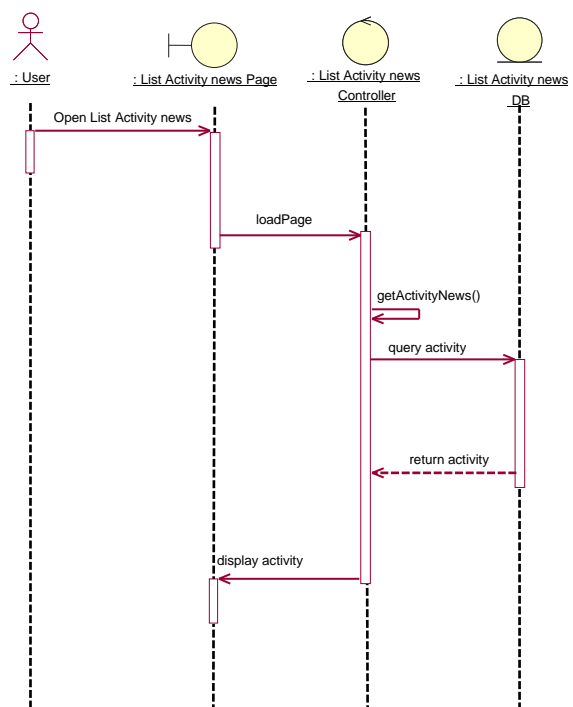 : User
: List Activity news Page
: List Activity news
Controller
: List Activity news
DB
Open List Activity news
loadPage
getActivityNews()
query activity
return activity
display activity